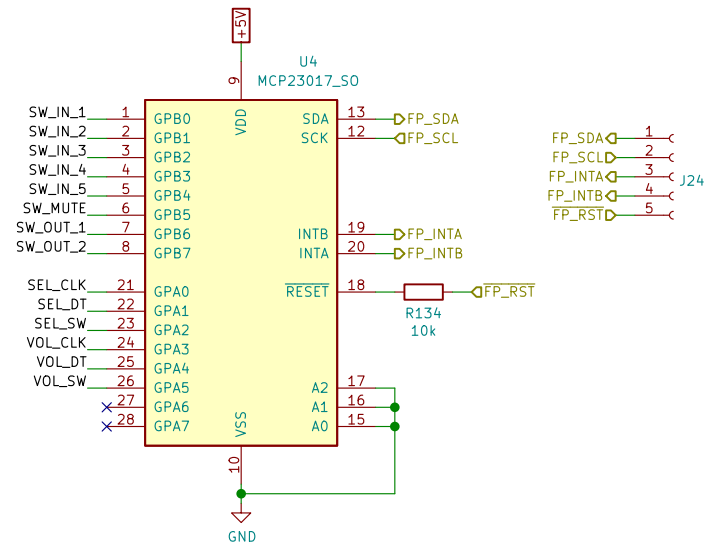 +5V
U4
MCP23017_SO
9
VDD
SW_IN_1 1 GPB0
SW_IN_2 2 GPB1
SW_IN_3 3 GPB2
SW_IN_4 4 GPB3
SW_IN_5 5 GPB4
SW_MUTE 6 GPB5
SW_OUT_1 7 GPB6
SW_OUT_2 8 GPB7
SEL_CLK 21 GPA0
SEL_DT 22 GPA1
SEL_SW 23 GPA2
VOL_CLK 24 GPA3
VOL_DT 25 GPA4
VOL_SW 26 GPA5
27 GPA6
28 GPA7
SDA 13 FP_SDA
SCK 12 FP_SCL
INTB 19 FP_INTA
INTA 20 FP_INTB
RESET 18 FP_RST
R134
10k
A2 17
A1 16
A0 15
VSS
10
GND
FP_SDA 1
FP_SCL 2
FP_INTA 3
FP_INTB 4
FP_RST 5
J24